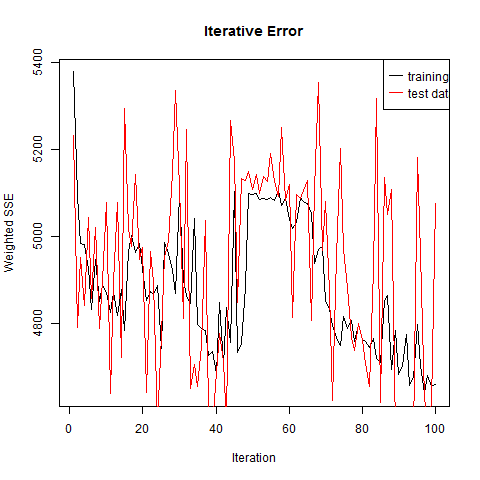 Iterative Error
training
test dat
Weighted SSE
5400
5200
5000
4800
0 20 40 60 80 100
Iteration